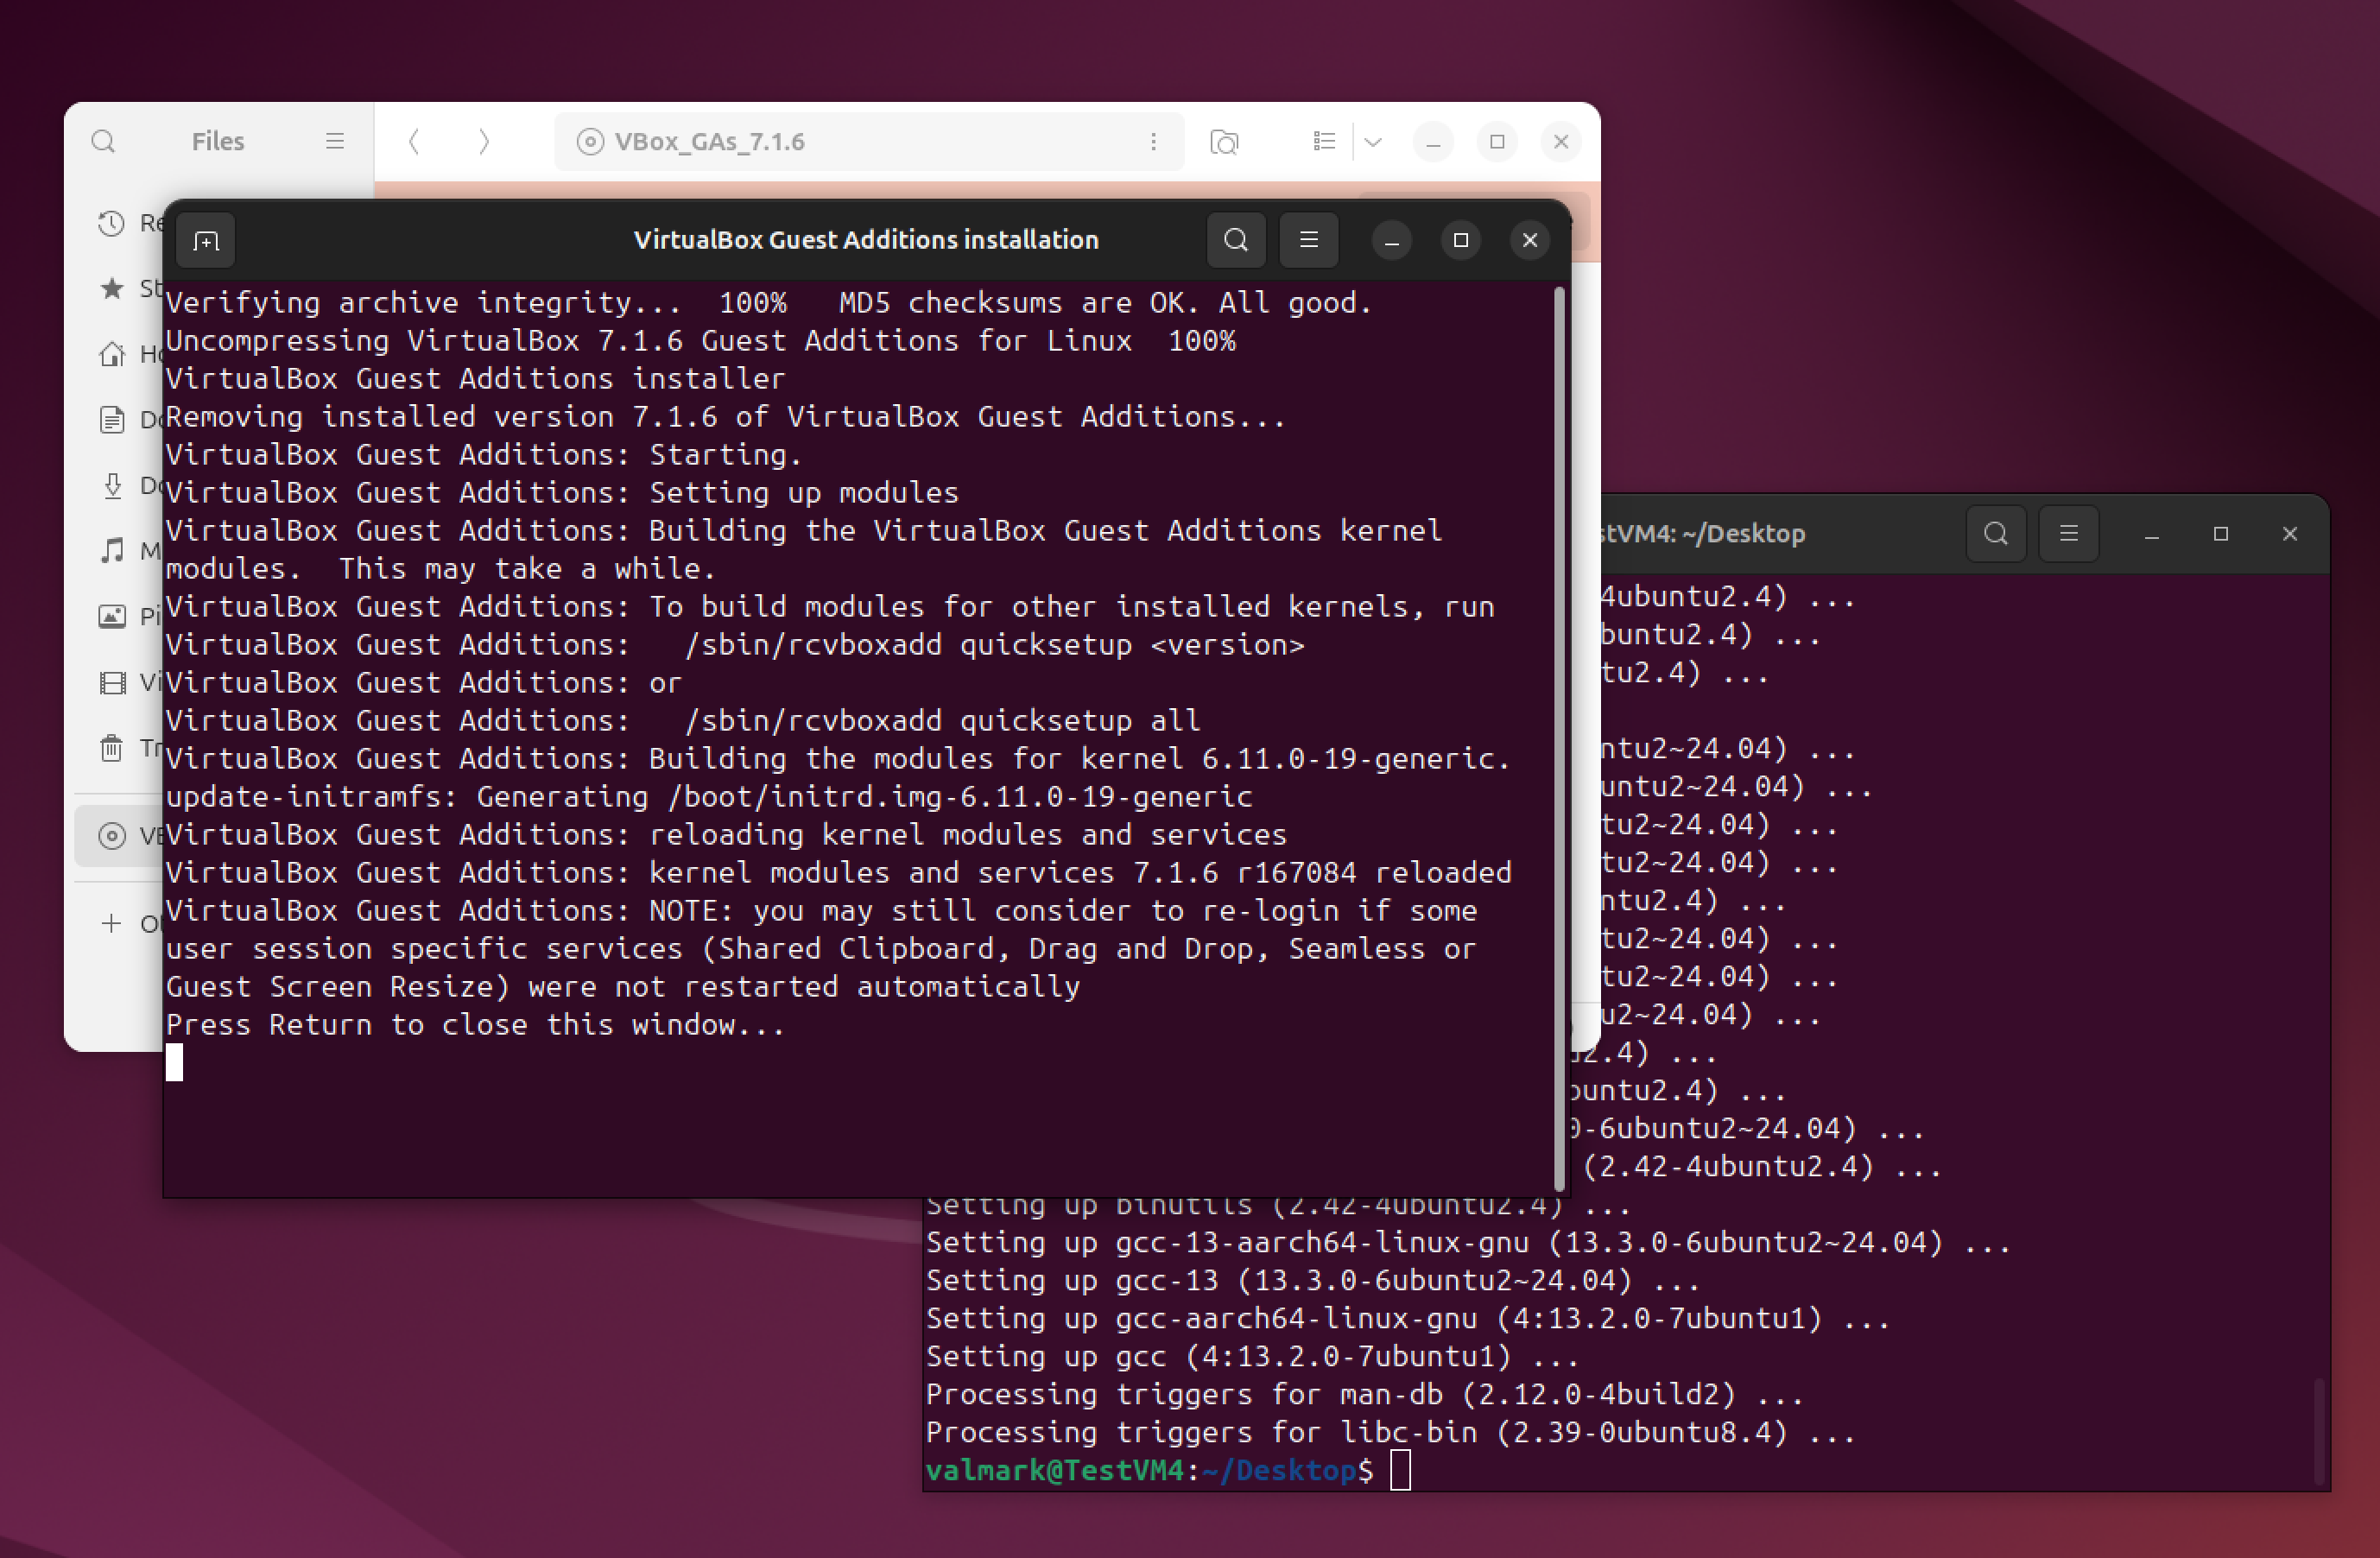 Files
VBox_GAs_7.1.6
VirtualBox Guest Additions installation
Verifying archive integrity...  100%   MD5 checksums are OK. All good.
Uncompressing VirtualBox 7.1.6 Guest Additions for Linux  100%
VirtualBox Guest Additions installer
Removing installed version 7.1.6 of VirtualBox Guest Additions...
VirtualBox Guest Additions: Starting.
VirtualBox Guest Additions: Setting up modules
VirtualBox Guest Additions: Building the VirtualBox Guest Additions kernel
modules.  This may take a while.
VirtualBox Guest Additions: To build modules for other installed kernels, run
VirtualBox Guest Additions:   /sbin/rcvboxadd quicksetup <version>
VirtualBox Guest Additions: or
VirtualBox Guest Additions:   /sbin/rcvboxadd quicksetup all
VirtualBox Guest Additions: Building the modules for kernel 6.11.0-19-generic.
update-initramfs: Generating /boot/initrd.img-6.11.0-19-generic
VirtualBox Guest Additions: reloading kernel modules and services
VirtualBox Guest Additions: kernel modules and services 7.1.6 r167084 reloaded
VirtualBox Guest Additions: NOTE: you may still consider to re-login if some
user session specific services (Shared Clipboard, Drag and Drop, Seamless or
Guest Screen Resize) were not restarted automatically
Press Return to close this window...
stVM4: ~/Desktop
4ubuntu2.4) ...
buntu2.4) ...
tu2.4) ...
ntu2~24.04) ...
untu2~24.04) ...
tu2~24.04) ...
tu2~24.04) ...
ntu2.4) ...
tu2~24.04) ...
tu2~24.04) ...
u2~24.04) ...
u2.4) ...
buntu2.4) ...
0-6ubuntu2~24.04) ...
(2.42-4ubuntu2.4) ...
Setting up binutils (2.42-4ubuntu2.4) ...
Setting up gcc-13-aarch64-linux-gnu (13.3.0-6ubuntu2~24.04) ...
Setting up gcc-13 (13.3.0-6ubuntu2~24.04) ...
Setting up gcc-aarch64-linux-gnu (4:13.2.0-7ubuntu1) ...
Setting up gcc (4:13.2.0-7ubuntu1) ...
Processing triggers for man-db (2.12.0-4build2) ...
Processing triggers for libc-bin (2.39-0ubuntu8.4) ...
valmark@TestVM4:~/Desktop$